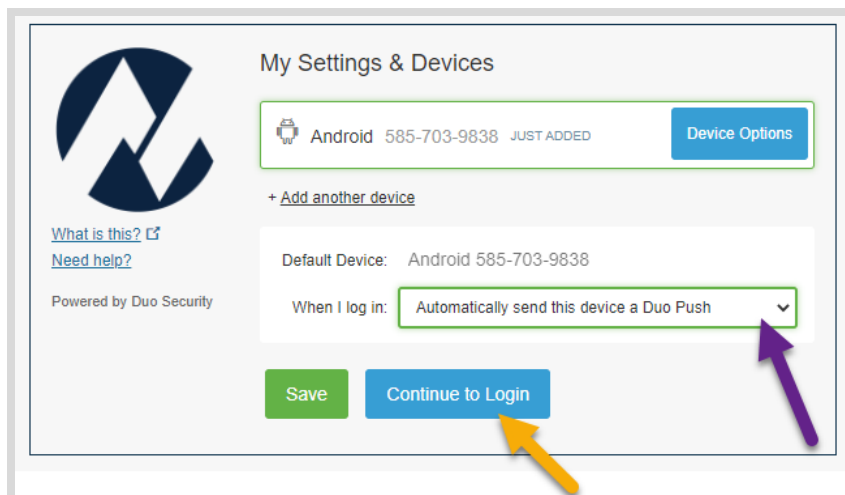 My Settings & Devices
Android 585-703-9838 JUST ADDED Device Options
+ Add another device
What is this?
Need help?
Powered by Duo Security
Default Device: Android 585-703-9838
When I log in: Automatically send this device a Duo Push
Save Continue to Login